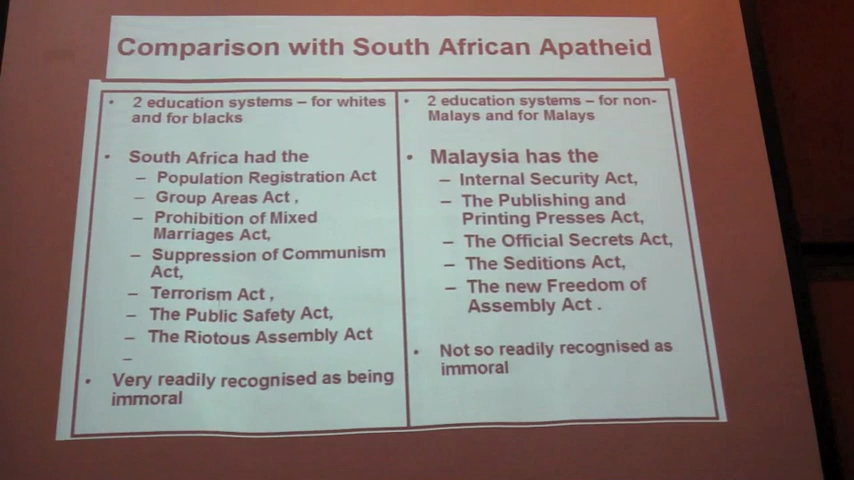 Comparison with South African Apatheid
• 2 education systems – for whites
and for blacks
• South Africa had the
– Population Registration Act
– Group Areas Act ,
– Prohibition of Mixed
Marriages Act,
– Suppression of Communism
Act,
– Terrorism Act ,
– The Public Safety Act,
– The Riotous Assembly Act
–
• Very readily recognised as being
immoral
• 2 education systems – for non-
Malays and for Malays
• Malaysia has the
– Internal Security Act,
– The Publishing and
Printing Presses Act,
– The Official Secrets Act,
– The Seditions Act,
– The new Freedom of
Assembly Act .
• Not so readily recognised as
immoral